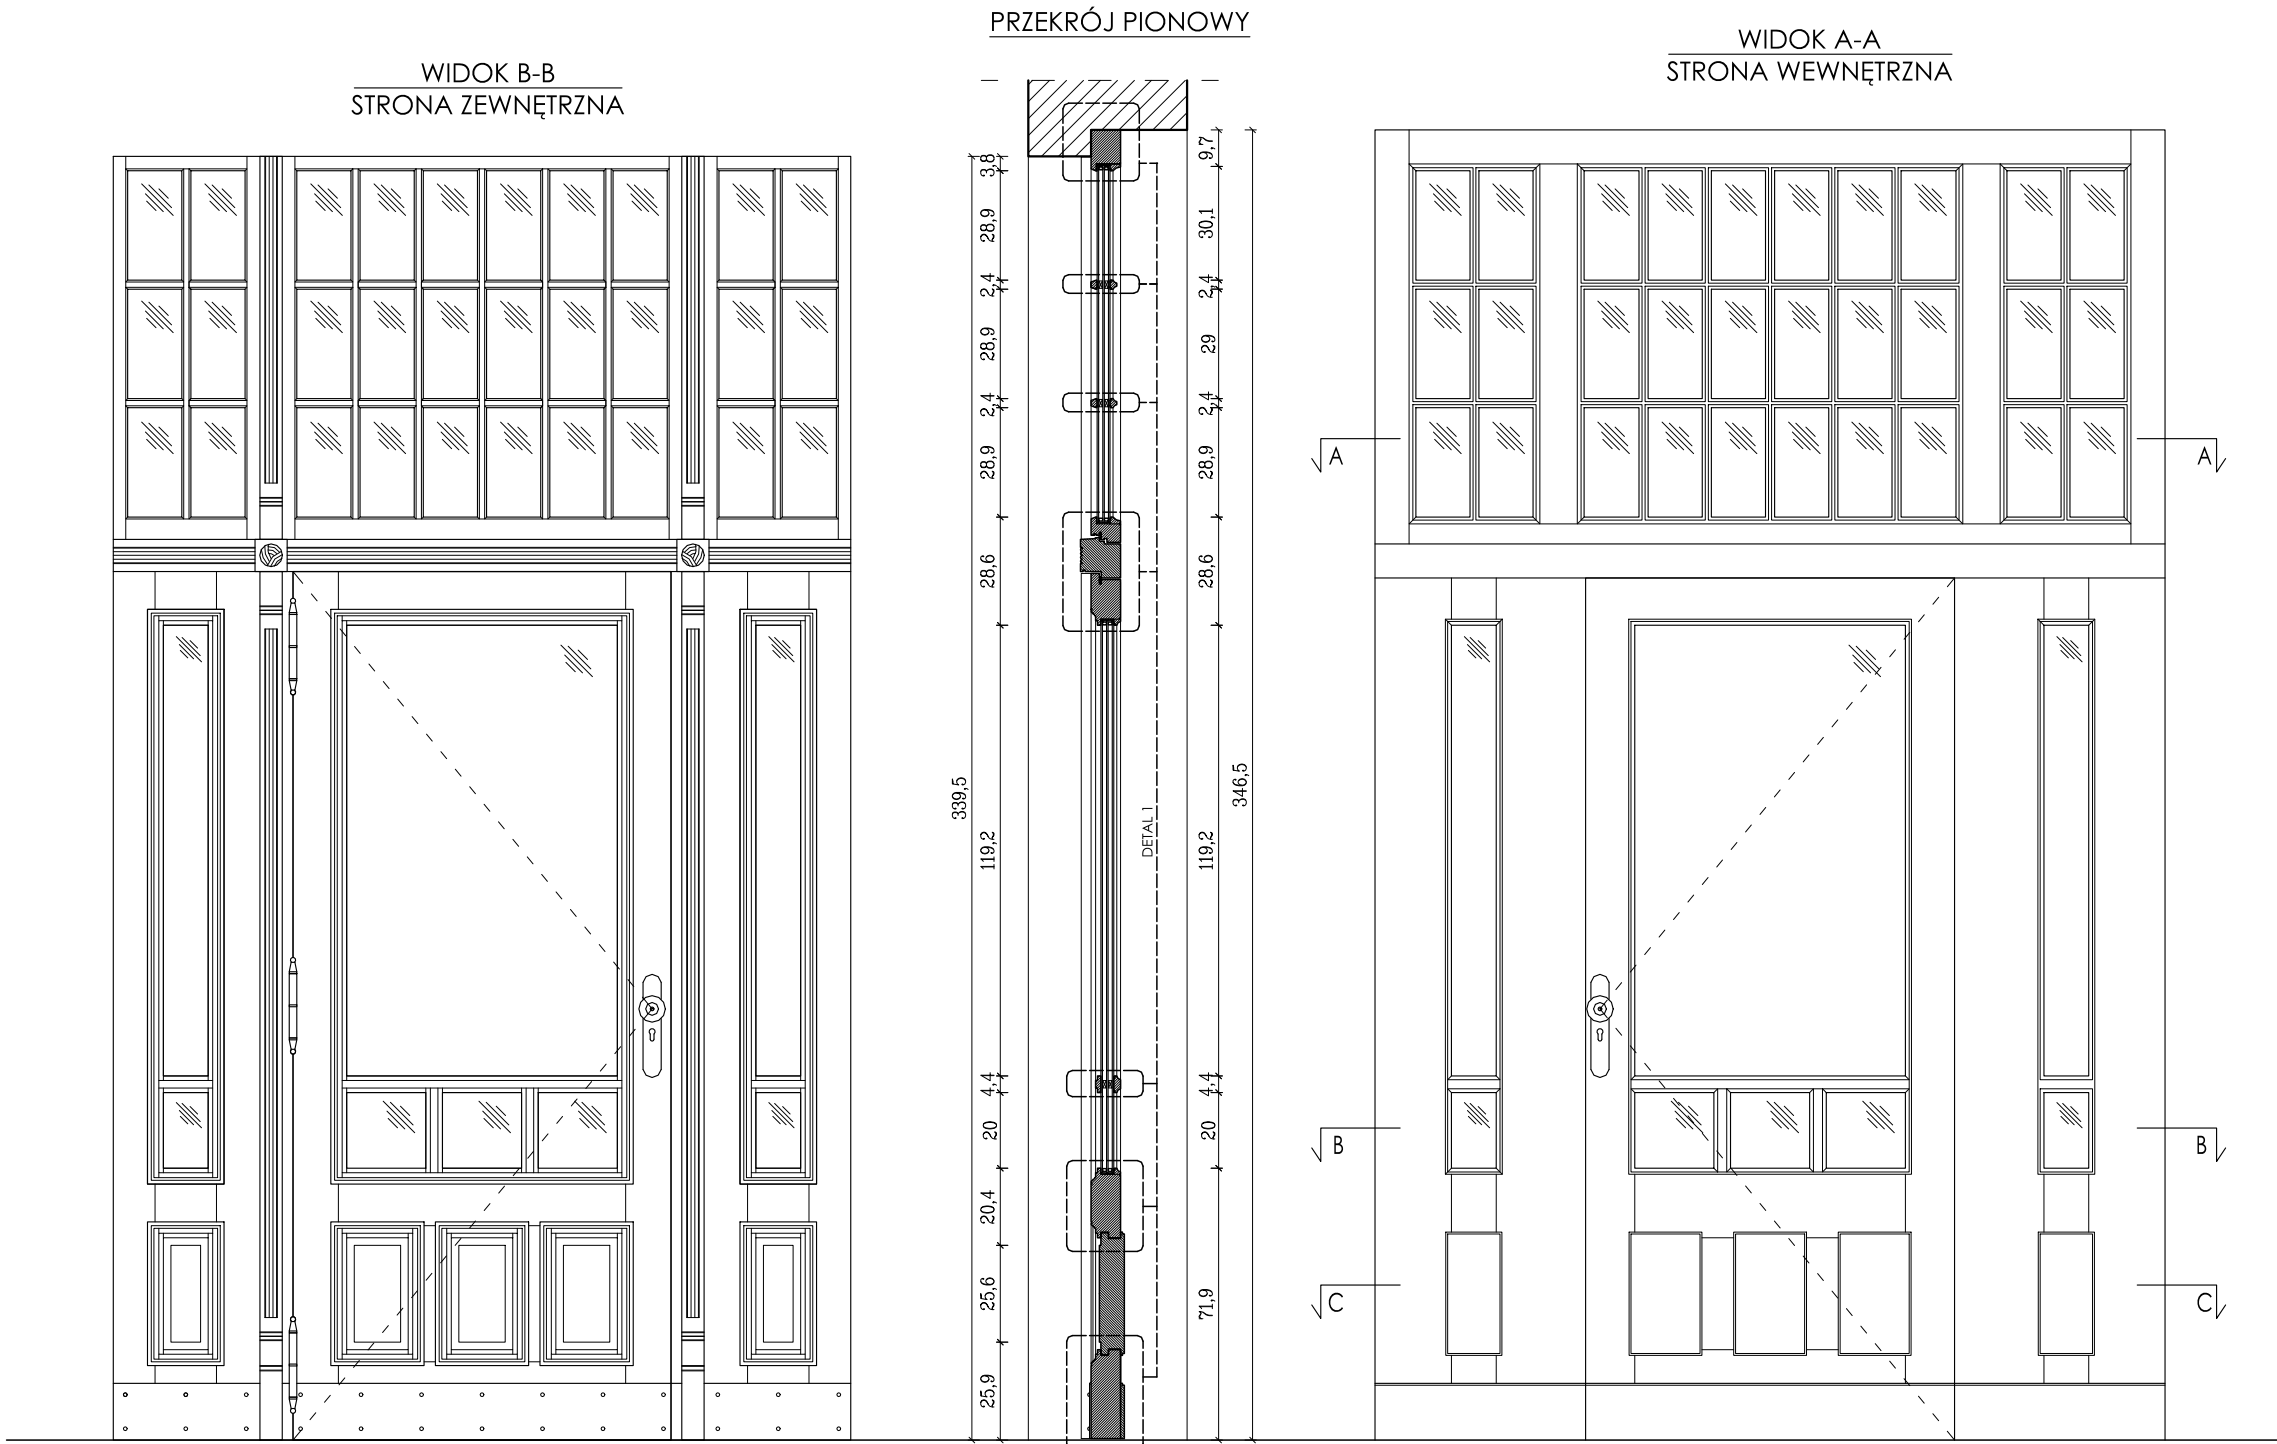 PRZEKRÓJ PIONOWY
WIDOK B-B
STRONA ZEWNĘTRZNA
WIDOK A-A
STRONA WEWNĘTRZNA
339,5
3,8
28,9
2,4
28,9
2,4
28,9
28,6
119,2
4,4
20
20,4
25,6
25,9
DETAL 1
9,7
30,1
2,4
29
2,4
28,9
28,6
119,2
4,4
20
71,9
346,5
A
A
B
B
C
C